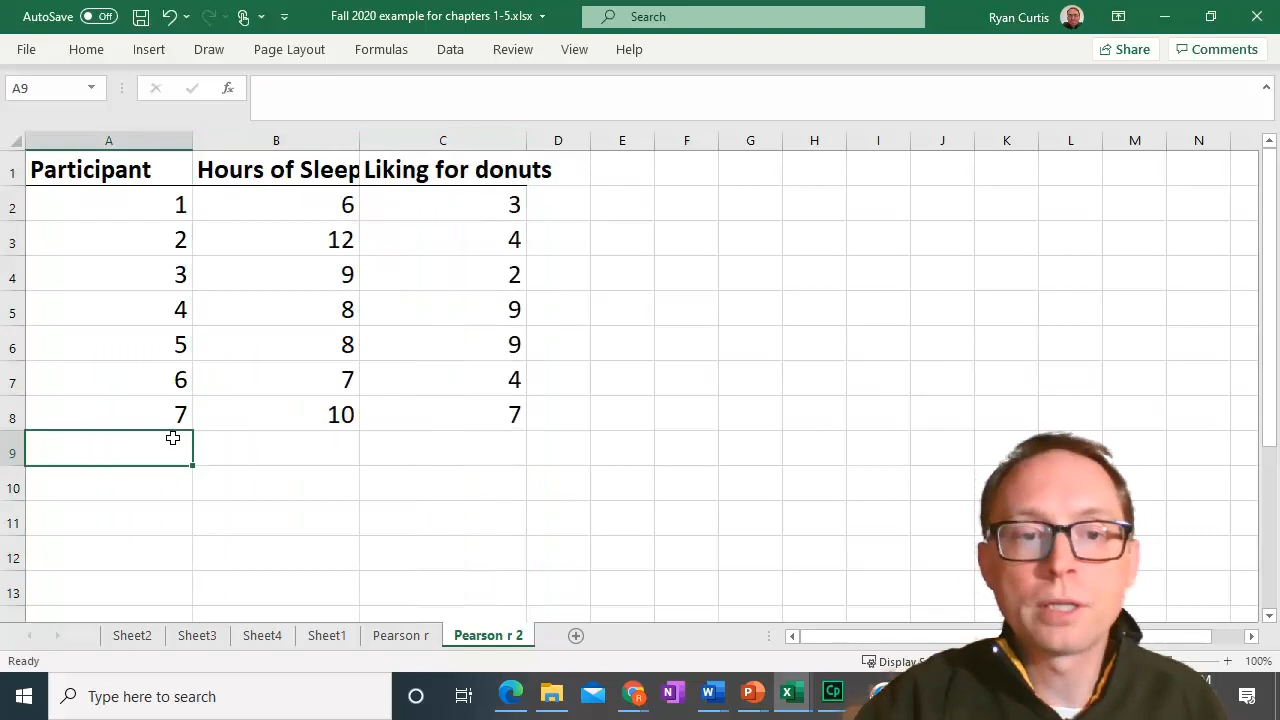 AutoSave Off Fall 2020 example for chapters 1-5.xlsx Search Ryan Curtis
File Home Insert Draw Page Layout Formulas Data Review View Help Share Comments
A9 fx
A B C D E F G H I J K L M N
1 Participant Hours of Sleep Liking for donuts
2 1 6 3
3 2 12 4
4 3 9 2
5 4 8 9
6 5 8 9
7 6 7 4
8 7 10 7
9
10
11
12
13
Sheet2 Sheet3 Sheet4 Sheet1 Pearson r Pearson r 2
Ready Display 100%
Type here to search